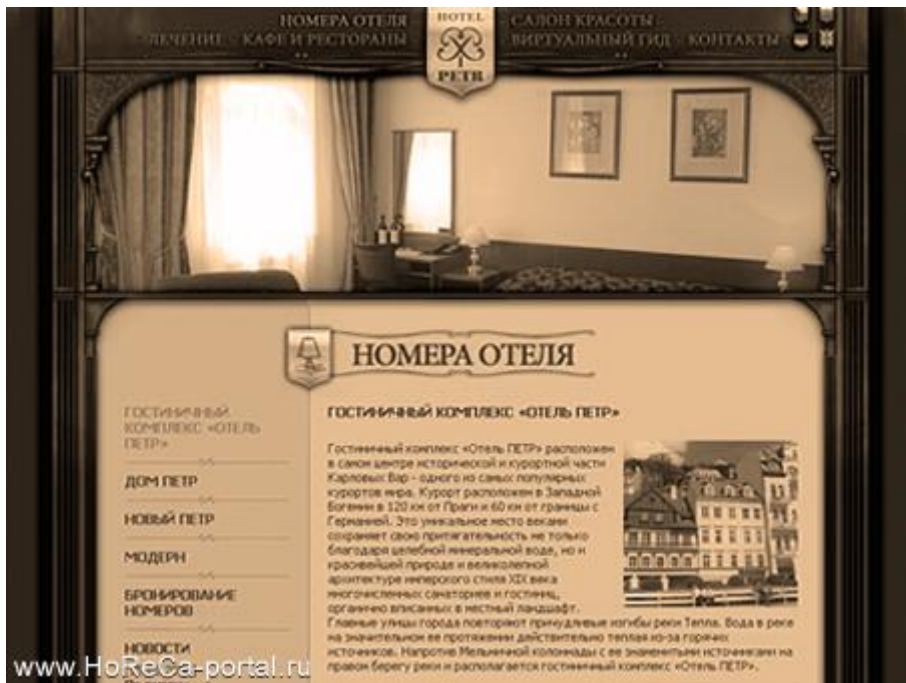 НОМЕРА ОТЕЛЯ
ЛЕЧЕНИЕ КАФЕ И РЕСТОРАНЫ
HOTEL
PETR
САЛОН КРАСОТЫ
ВИРТУАЛЬНЫЙ ГИД КОНТАКТЫ
НОМЕРА ОТЕЛЯ
ГОСТИНИЧНЫЙ
КОМПЛЕКС «ОТЕЛЬ
ПЕТР»
ДОМ ПЕТР
НОВЫЙ ПЕТР
МОДЕРН
БРОНИРОВАНИЕ
НОМЕРОВ
НОВОСТИ
ГОСТИНИЧНЫЙ КОМПЛЕКС «ОТЕЛЬ ПЕТР»
Гостиничный комплекс «Отель ПЕТР» расположен
в самом центре исторической и курортной части
Карловых Вар - одного из самых популярных
курортов мира. Курорт расположен в Западной
Богемии в 120 км от Праги и 60 км от границы с
Германией. Это уникальное место веками
сохраняет свою притягательность не только
благодаря целебной минеральной воде, но и
красивейшей природе и великолепной
архитектуре имперского стиля XIX века
многочисленных санаториев и гостиниц,
органично вписанных в местный ландшафт.
Главные улицы города повторяют причудливые изгибы реки Тепла. Вода в реке
на значительном ее протяжении действительно теплая из-за горячих
источников. Напротив Мельничной колоннады с ее знаменитыми источниками на
правом берегу реки и располагается гостиничный комплекс «Отель ПЕТР».
www.HoReCa-portal.ru